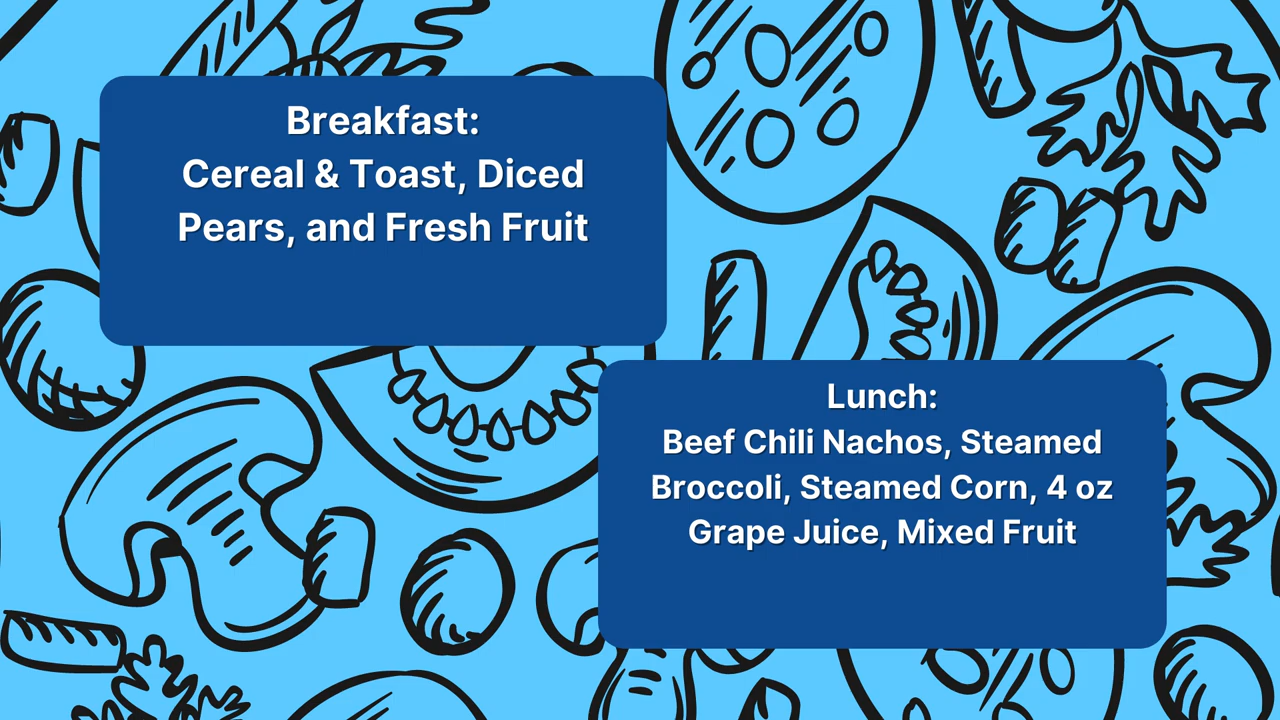 Breakfast:
Cereal & Toast, Diced
Pears, and Fresh Fruit
Lunch:
Beef Chili Nachos, Steamed
Broccoli, Steamed Corn, 4 oz
Grape Juice, Mixed Fruit